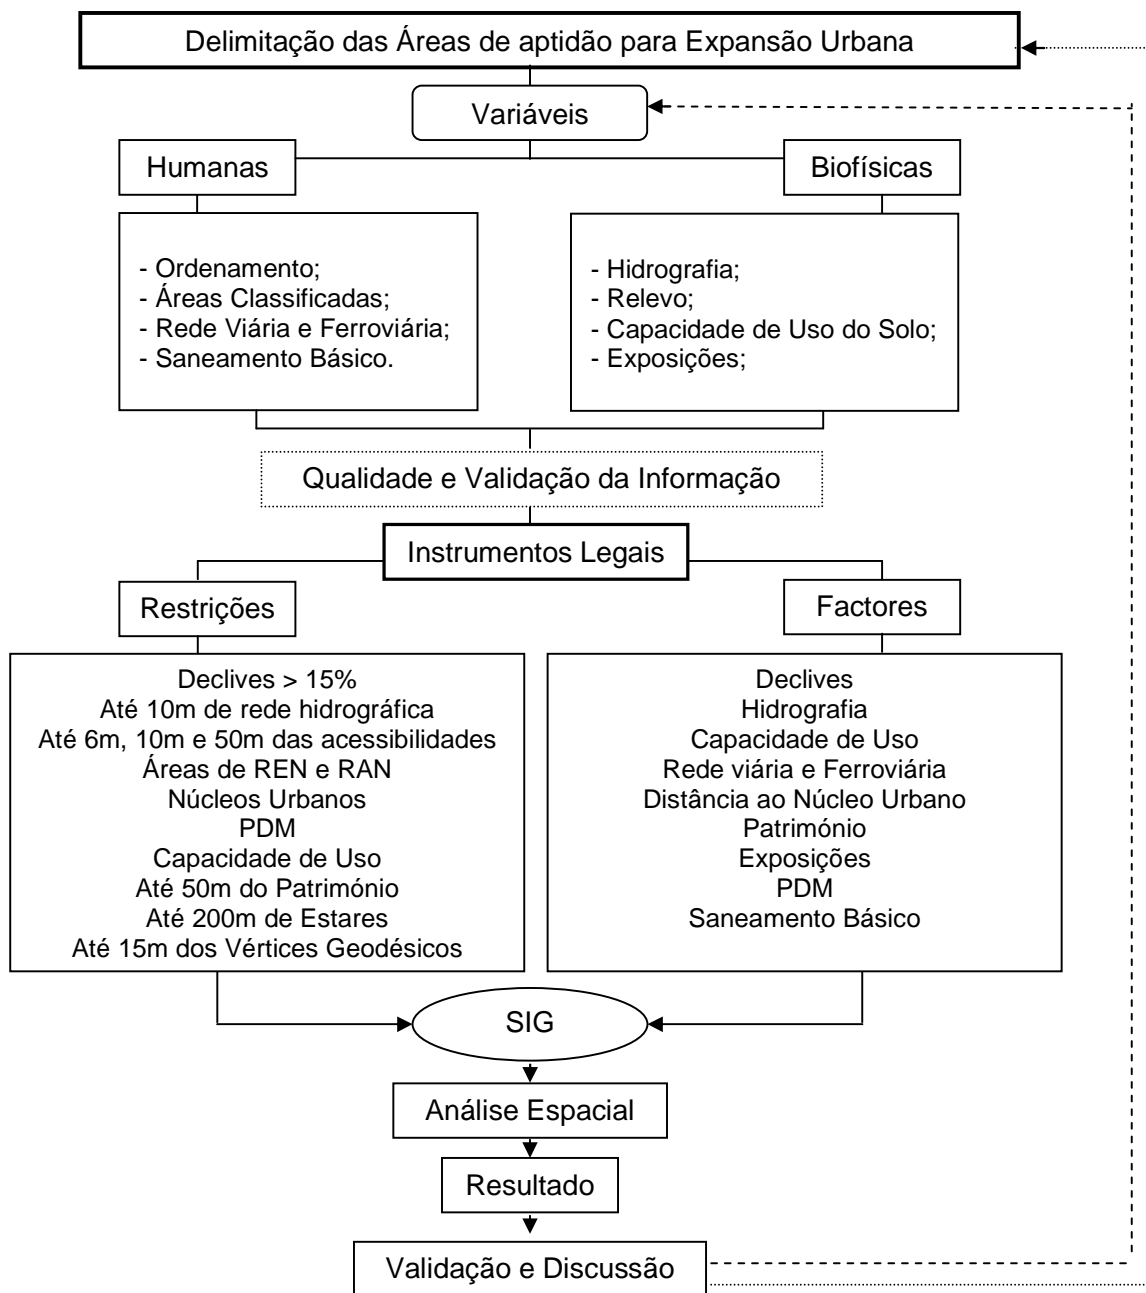 Delimitação das Áreas de aptidão para Expansão Urbana
Variáveis
Humanas
Biofísicas
- Ordenamento;
- Áreas Classificadas;
- Rede Viária e Ferroviária;
- Saneamento Básico.
- Hidrografia;
- Relevo;
- Capacidade de Uso do Solo;
- Exposições;
Qualidade e Validação da Informação
Instrumentos Legais
Restrições
Factores
Declives > 15%
Até 10m de rede hidrográfica
Até 6m, 10m e 50m das acessibilidades
Áreas de REN e RAN
Núcleos Urbanos
PDM
Capacidade de Uso
Até 50m do Património
Até 200m de Estares
Até 15m dos Vértices Geodésicos
Declives
Hidrografia
Capacidade de Uso
Rede viária e Ferroviária
Distância ao Núcleo Urbano
Património
Exposições
PDM
Saneamento Básico
SIG
Análise Espacial
Resultado
Validação e Discussão